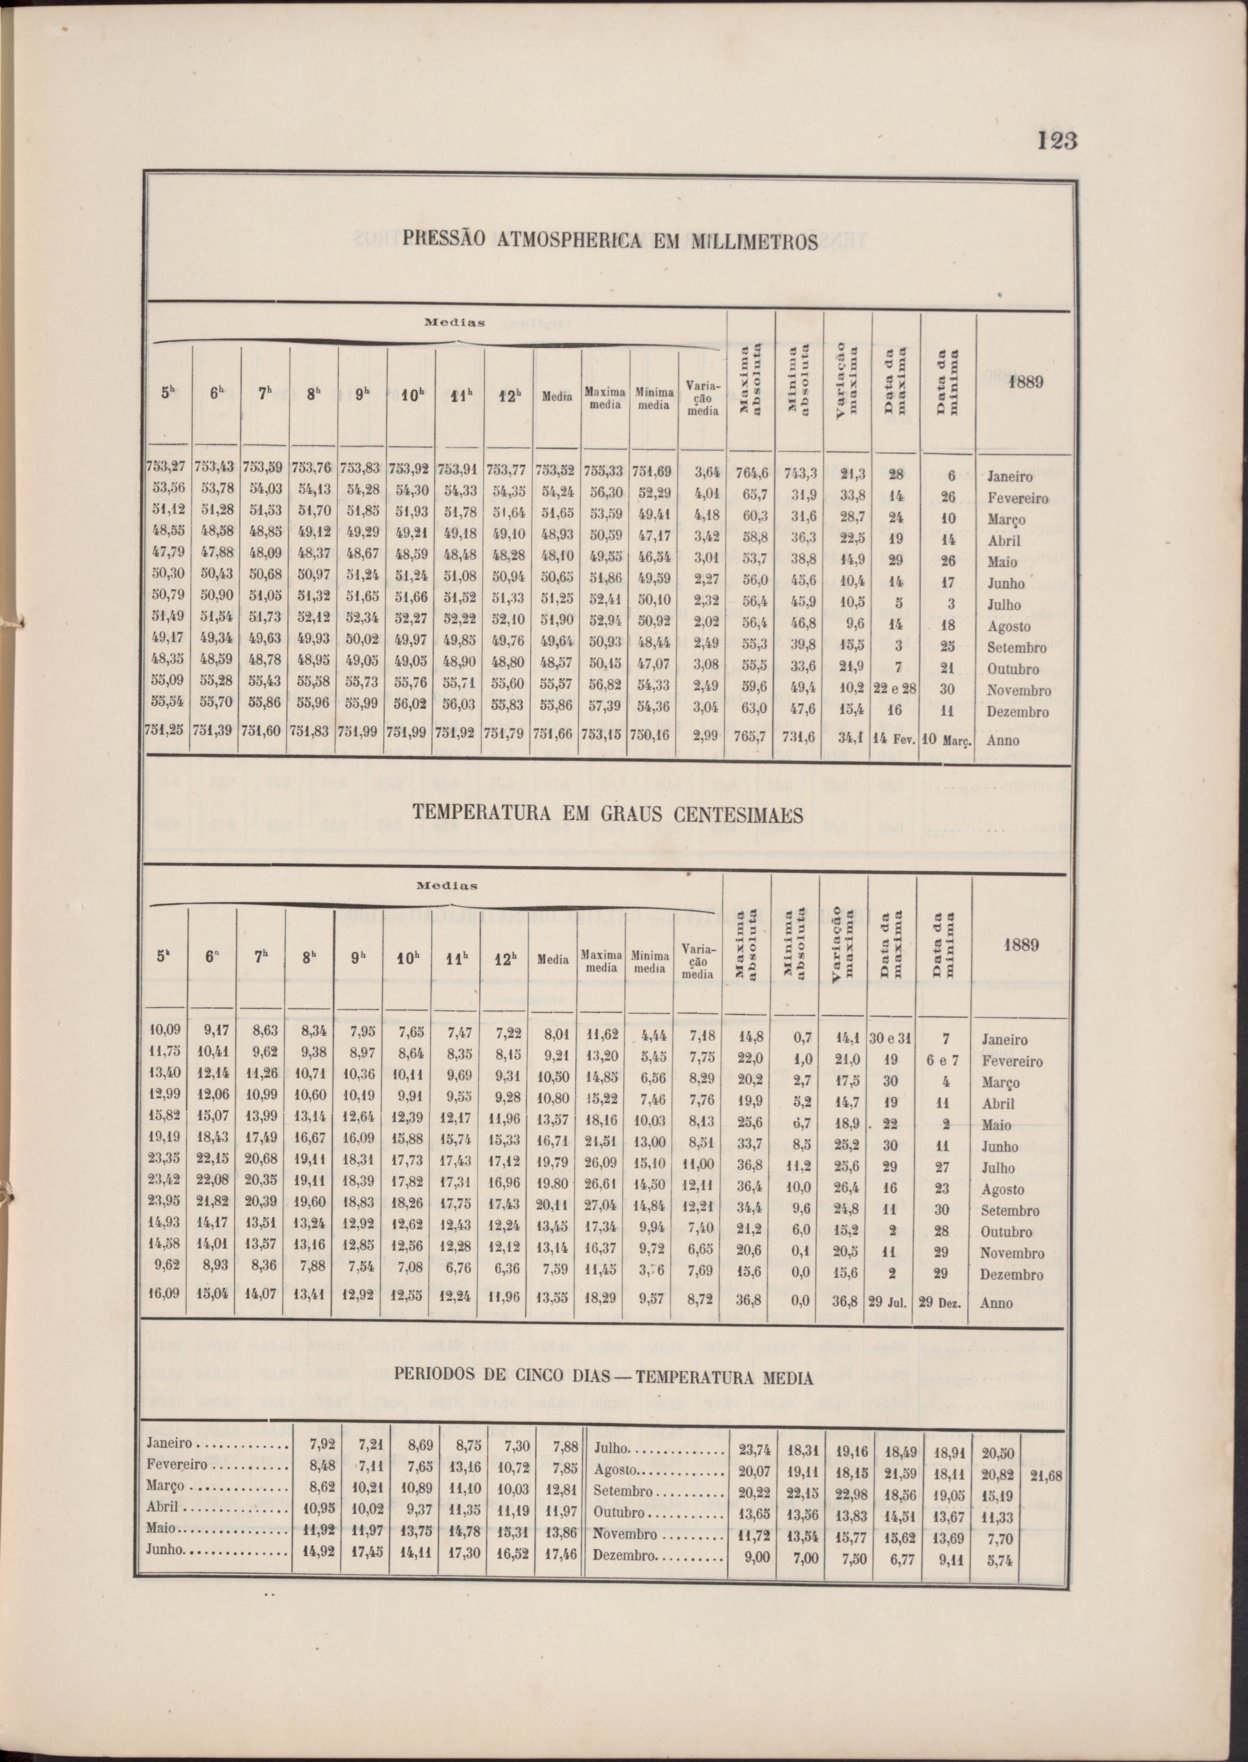 123
PRESSÃO ATMOSPHERICA EM MILLIMETROS
Medias
5h 6h 7h 8h 9h 10h 11h 12h Media Maxima media Minima media Varia-ção media Maxima absoluta Minima absoluta Variação maxima Data da maxima Data da minima 1889
753,27 753,43 753,59 753,76 753,83 753,92 753,91 753,77 753,52 755,33 751,69 3,64 764,6 743,3 21,3 28 6 Janeiro
53,56 53,78 54,03 54,13 54,28 54,30 54,33 54,35 54,24 56,30 52,29 4,01 65,7 31,9 33,8 14 26 Fevereiro
51,12 51,28 51,53 51,70 51,85 51,93 51,78 51,64 51,65 53,59 49,41 4,18 60,3 31,6 28,7 24 10 Março
48,55 48,58 48,85 49,12 49,29 49,21 49,18 49,10 48,93 50,59 47,17 3,42 58,8 36,3 22,5 19 14 Abril
47,79 47,88 48,09 48,37 48,67 48,59 48,48 48,28 48,10 49,55 46,54 3,01 53,7 38,8 14,9 29 26 Maio
50,30 50,43 50,68 50,97 51,24 51,24 51,08 50,94 50,65 51,86 49,59 2,27 56,0 45,6 10,4 14 17 Junho
50,79 50,90 51,05 51,32 51,65 51,66 51,52 51,33 51,25 52,41 50,10 2,32 56,4 45,9 10,5 5 3 Julho
51,49 51,54 51,73 52,12 52,34 52,27 52,22 52,10 51,90 52,94 50,92 2,02 56,4 46,8 9,6 14 18 Agosto
49,17 49,34 49,63 49,93 50,02 49,97 49,85 49,76 49,64 50,93 48,44 2,49 55,3 39,8 15,5 3 25 Setembro
48,35 48,59 48,78 48,95 49,05 49,05 48,90 48,80 48,57 50,15 47,07 3,08 55,5 33,6 21,9 7 21 Outubro
55,09 55,28 55,43 55,58 55,73 55,76 55,71 55,60 55,57 56,82 54,33 2,49 59,6 49,4 10,2 22 e 28 30 Novembro
55,54 55,70 55,86 55,96 55,99 56,02 56,03 55,83 55,86 57,39 54,36 3,04 63,0 47,6 15,4 16 11 Dezembro
751,25 751,39 751,60 751,83 751,99 751,99 751,92 751,79 751,66 753,15 750,16 2,99 765,7 731,6 34,1 14 Fev. 10 Març. Anno
TEMPERATURA EM GRAUS CENTESIMAES
Medias
5h 6h 7h 8h 9h 10h 11h 12h Media Maxima media Minima media Varia-ção media Maxima absoluta Minima absoluta Variação maxima Data da maxima Data da minima 1889
10,09 9,17 8,63 8,34 7,95 7,65 7,47 7,22 8,01 11,62 4,44 7,18 14,8 0,7 14,1 30 e 31 7 Janeiro
11,75 10,41 9,62 9,38 8,97 8,64 8,35 8,15 9,21 13,20 5,45 7,75 22,0 1,0 21,0 19 6 e 7 Fevereiro
13,40 12,14 11,26 10,71 10,36 10,11 9,69 9,31 10,50 14,85 6,56 8,29 20,2 2,7 17,5 30 4 Março
12,99 12,06 10,99 10,60 10,19 9,91 9,55 9,28 10,80 15,22 7,46 7,76 19,9 5,2 14,7 19 11 Abril
15,82 15,07 13,99 13,14 12,64 12,39 12,17 11,96 13,57 18,16 10,03 8,13 25,6 6,7 18,9 22 2 Maio
19,19 18,43 17,49 16,67 16,09 15,88 15,74 15,33 16,71 21,51 13,00 8,51 33,7 8,5 25,2 30 11 Junho
23,35 22,15 20,68 19,11 18,31 17,73 17,43 17,12 19,79 26,09 15,10 11,00 36,8 11,2 25,6 29 27 Julho
23,42 22,08 20,35 19,11 18,39 17,82 17,31 16,96 19.80 26,61 14,50 12,11 36,4 10,0 26,4 16 23 Agosto
23,95 21,82 20,39 19,60 18,83 18,26 17,75 17,43 20,11 27,04 14,84 12,21 34,4 9,6 24,8 11 30 Setembro
14,93 14,17 13,51 13,24 12,92 12,62 12,43 12,24 13,45 17,34 9,94 7,40 21,2 6,0 15,2 2 28 Outubro
14,58 14,01 13,57 13,16 12,85 12,56 12,28 12,12 13,14 16,37 9,72 6,65 20,6 0,1 20,5 11 29 Novembro
9,62 8,93 8,36 7,88 7,54 7,08 6,76 6,36 7,59 11,45 7,69 15,6 0,0 15,6 2 29 Dezembro
16,09 15,04 14,07 13,41 12,92 12,55 12,24 11,96 13,55 18,29 9,57 8,72 36,8 0,0 36,8 29 Jul. 29 Dez. Anno
PERIODOS DE CINCO DIAS—TEMPERATURA MEDIA
Janeiro............. 7,92 7,21 8,69 8,75 7,30 7,88 Julho.............. 23,74 18,31 19,16 18,49 18,91 20,50
Fevereiro........... 8,48 7,11 7,65 13,16 10,72 7,85 Agosto............. 20,07 19,11 18,15 21,59 18,11 20,82 21,68
Março.............. 8,62 10,21 10,89 11,10 10,03 12,81 Setembro.......... 20,22 22,15 22,98 18,56 19,05 15,19
Abril............... 10,95 10,02 9,37 11,35 11,19 11,97 Outubro........... 13,65 13,56 13,83 14,51 13,67 11,33
Maio............... 11,92 11,97 13,75 14,78 15,31 13,86 Novembro......... 11,72 13,54 15,77 15,62 13,69 7,70
Junho.............. 14,92 17,45 14,11 17,30 16,52 17,46 Dezembro.......... 9,00 7,00 7,50 6,77 9,11 5,74